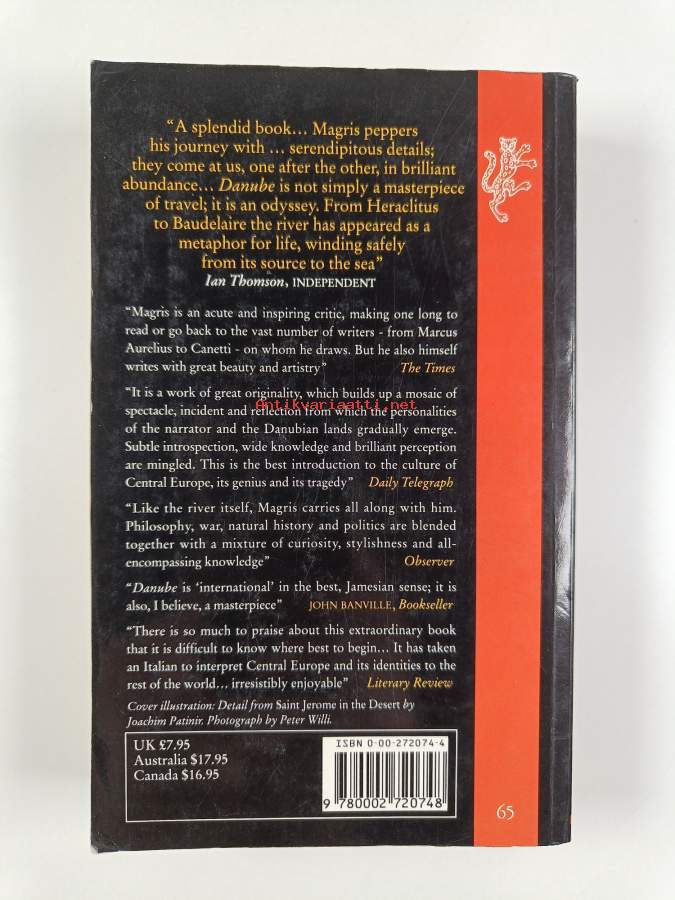 “A splendid book... Magris peppers
his journey with ... serendipitous details;
they come at us, one after the other, in brilliant
abundance... Danube is not simply a masterpiece
of travel; it is an odyssey. From Heraclitus
to Baudelaire the river has appeared as a
metaphor for life, winding safely
from its source to the sea”
Ian Thomson, INDEPENDENT
“Magris is an acute and inspiring critic, making one long to
read or go back to the vast number of writers - from Marcus
Aurelius to Canetti - on whom he draws. But he also himself
writes with great beauty and artistry” The Times
“It is a work of great originality, which builds up a mosaic of
spectacle, incident and reflection from which the personalities
Antikvariaatti.net
of the narrator and the Danubian lands gradually emerge.
Subtle introspection, wide knowledge and brilliant perception
are mingled. This is the best introduction to the culture of
Central Europe, its genius and its tragedy” Daily Telegraph
“Like the river itself, Magris carries all along with him.
Philosophy, war, natural history and politics are blended
together with a mixture of curiosity, stylishness and all-
encompassing knowledge” Observer
“Danube is ‘international’ in the best, Jamesian sense; it is
also, I believe, a masterpiece” JOHN BANVILLE, Bookseller
“There is so much to praise about this extraordinary book
that it is difficult to know where best to begin... It has taken
an Italian to interpret Central Europe and its identities to the
rest of the world... irresistibly enjoyable” Literary Review
Cover illustration: Detail from Saint Jerome in the Desert by
Joachim Patinir. Photograph by Peter Willi.
UK £7.95
Australia $17.95
Canada $16.95
ISBN 0-00-272074-4
9 780002 720748
65